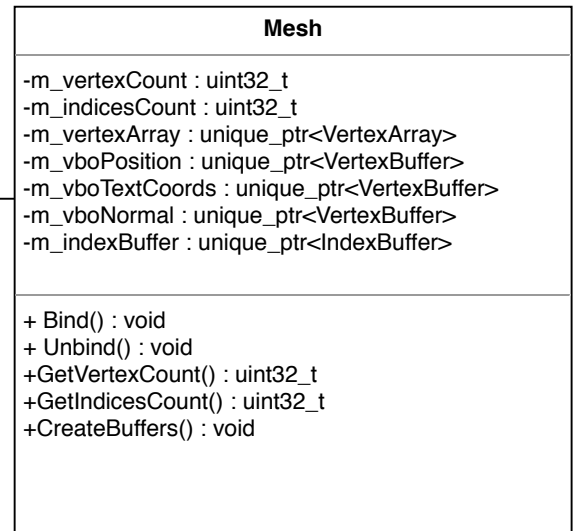 Mesh
-m_vertexCount : uint32_t
-m_indicesCount : uint32_t
-m_vertexArray : unique_ptr<VertexArray>
-m_vboPosition : unique_ptr<VertexBuffer>
-m_vboTextCoords : unique_ptr<VertexBuffer>
-m_vboNormal : unique_ptr<VertexBuffer>
-m_indexBuffer : unique_ptr<IndexBuffer>
+ Bind() : void
+ Unbind() : void
+GetVertexCount() : uint32_t
+GetIndicesCount() : uint32_t
+CreateBuffers() : void